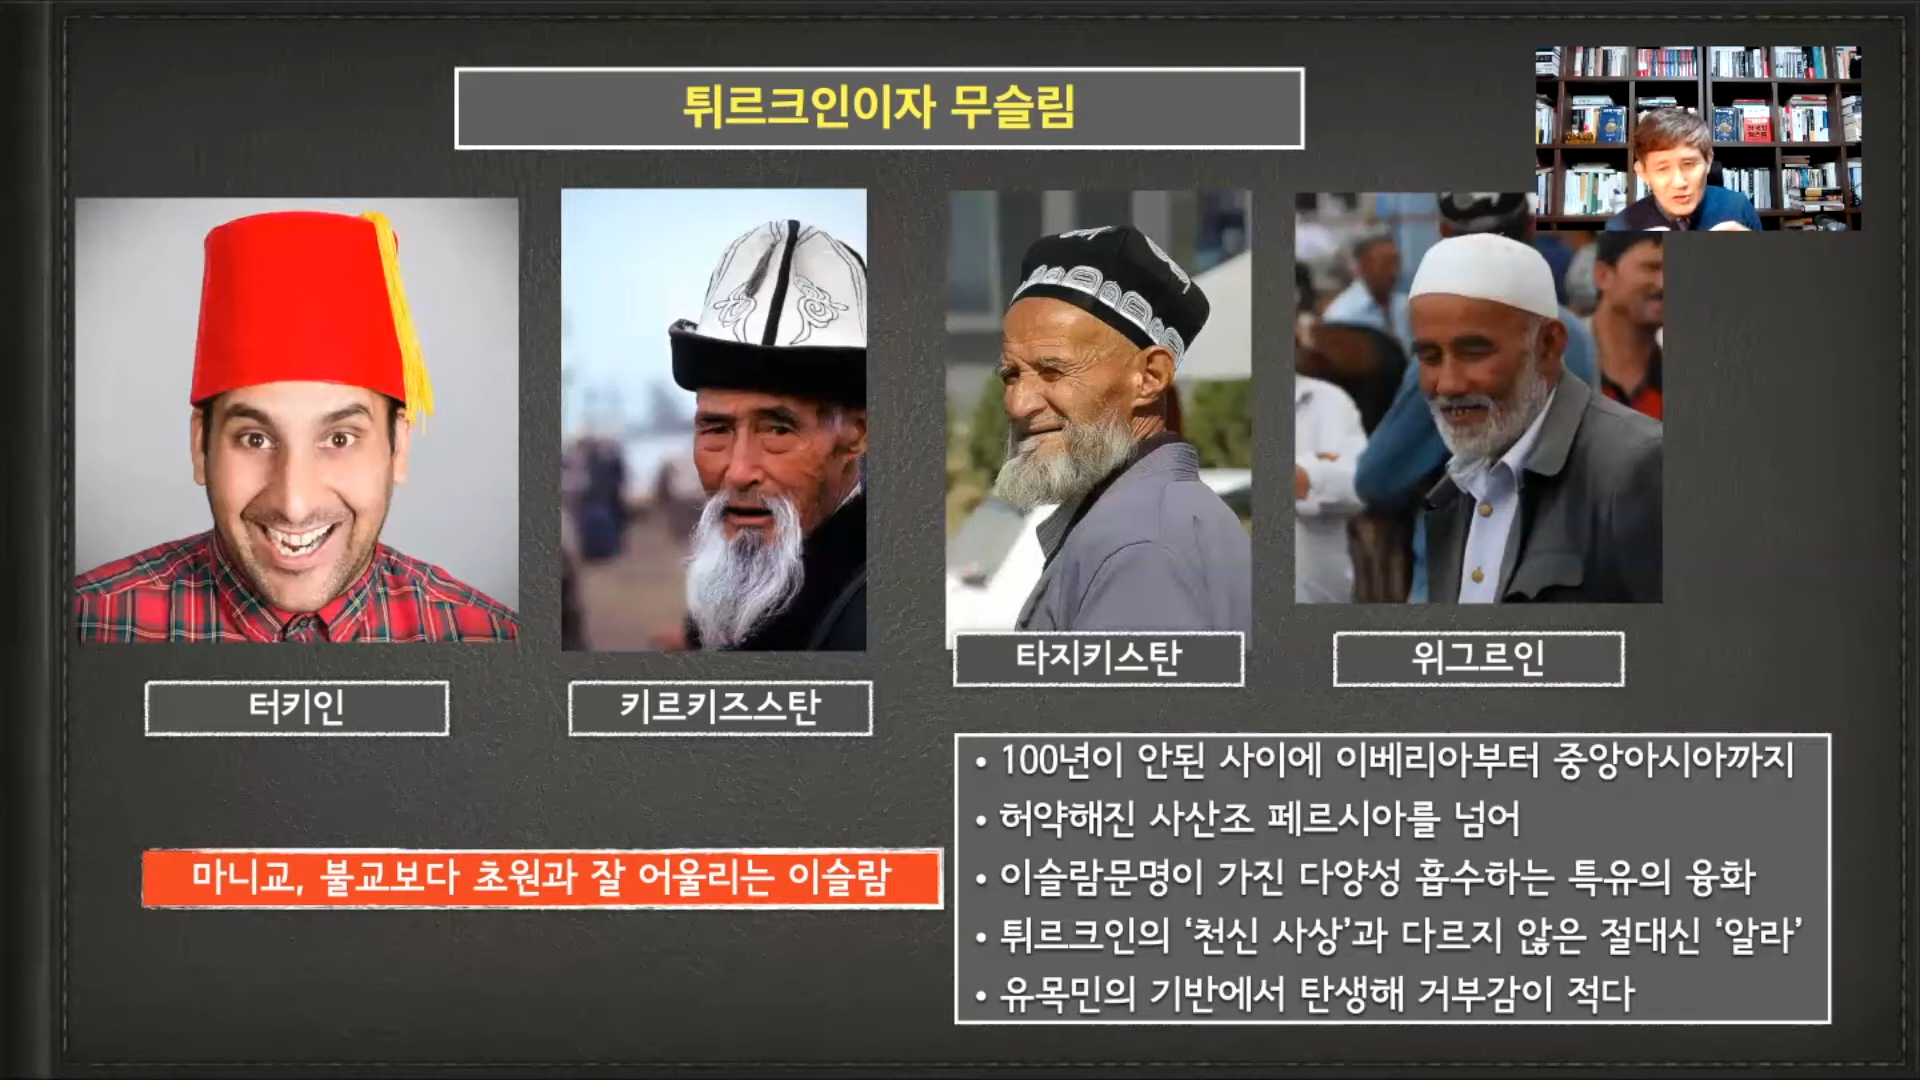 튀르크인이자 무슬림
터키인
키르키즈스탄
타지키스탄
위그르인
마니교, 불교보다 초원과 잘 어울리는 이슬람
• 100년이 안된 사이에 이베리아부터 중앙아시아까지
• 허약해진 사산조 페르시아를 넘어
• 이슬람문명이 가진 다양성 흡수하는 특유의 융화
• 튀르크인의 ‘천신 사상’과 다르지 않은 절대신 ‘알라’
• 유목민의 기반에서 탄생해 거부감이 적다